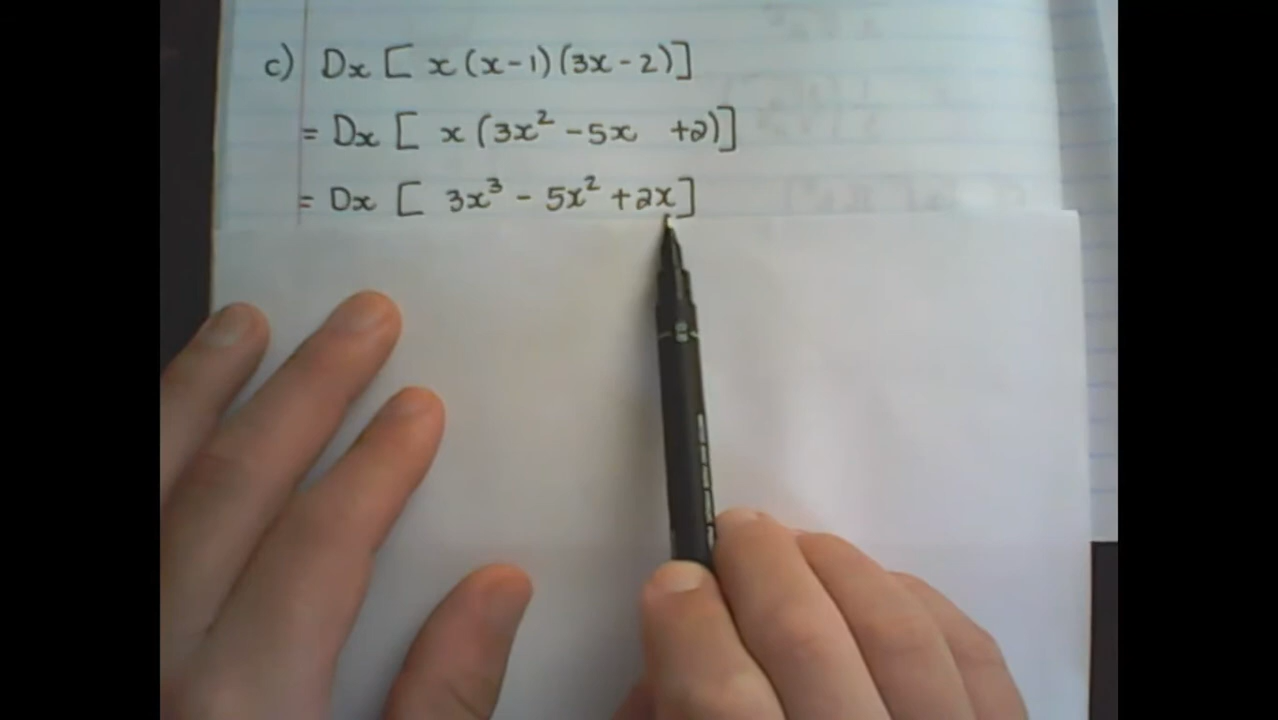 c) Dx [ x(x-1)(3x-2)]
= Dx [ x(3x² -5x +2)]
= Dx [ 3x³ - 5x² +2x]